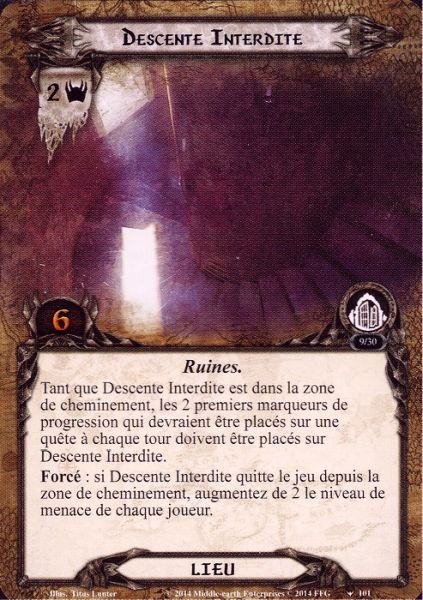 Descente Interdite
2
6
9/30
Ruines.
Tant que Descente Interdite est dans la zone
de cheminement, les 2 premiers marqueurs de
progression qui devraient être placés sur une
quête à chaque tour doivent être placés sur
Descente Interdite.
Forcé : si Descente Interdite quitte le jeu depuis la
zone de cheminement, augmentez de 2 le niveau de
menace de chaque joueur.
LIEU
Illus. Titus Lunter © 2014 Middle-earth Enterprises © 2014 FFG 101